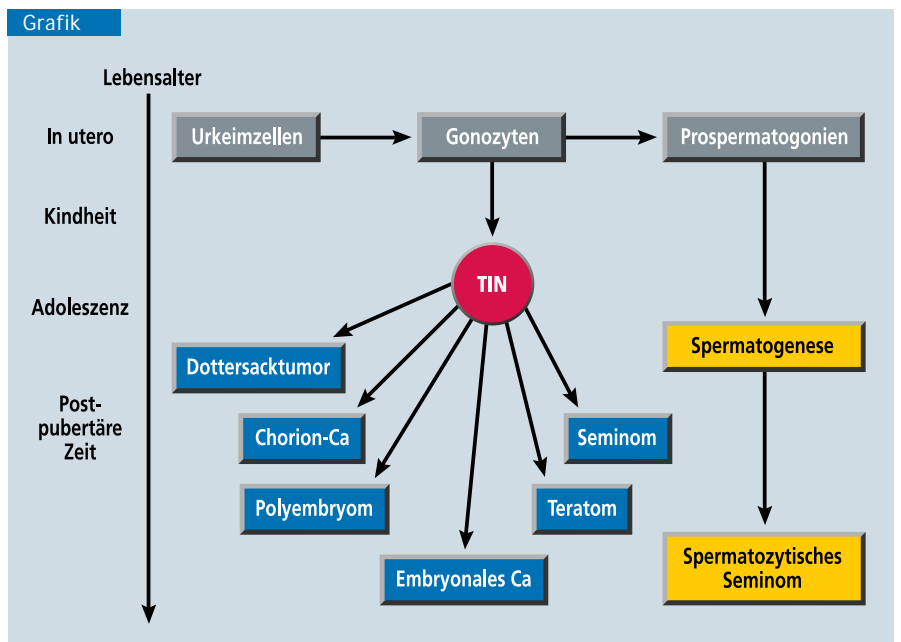 Grafik
Lebensalter
In utero
Urkeimzellen
Gonozyten
Prospermatogonien
Kindheit
TIN
Adoleszenz
Spermatogenese
Dottersacktumor
Post-
pubertäre
Zeit
Chorion-Ca
Seminom
Polyembryom
Teratom
Embryonales Ca
Spermatozytisches
Seminom